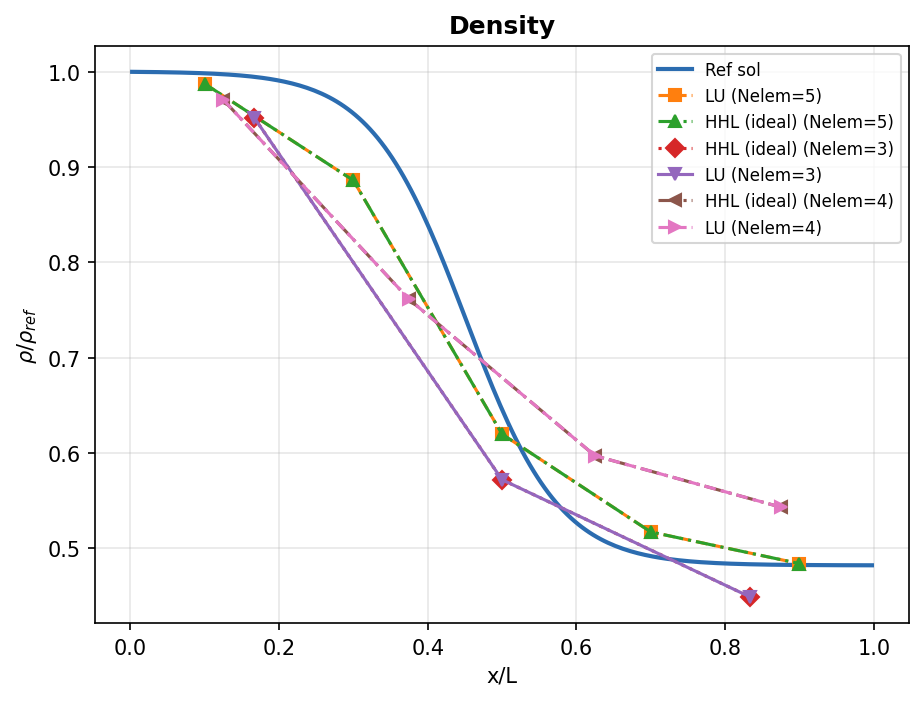 Density
1.0
0.9
0.8
0.7
0.6
0.5
ρ/ρref
Ref sol
LU (Nelem=5)
HHL (ideal) (Nelem=5)
HHL (ideal) (Nelem=3)
LU (Nelem=3)
HHL (ideal) (Nelem=4)
LU (Nelem=4)
0.0 0.2 0.4 0.6 0.8 1.0
x/L